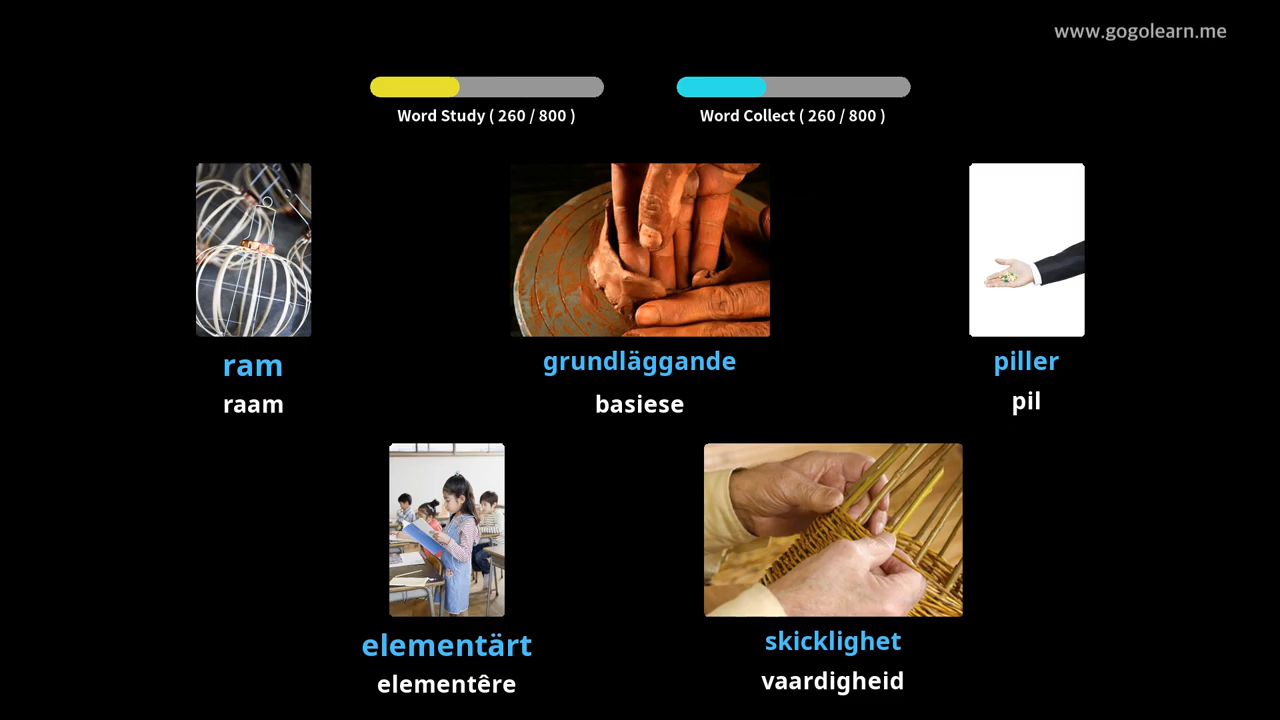 www.gogolearn.me
Word Study ( 260 / 800 )
Word Collect ( 260 / 800 )
ram
raam
grundläggande
basiese
piller
pil
elementärt
elementêre
skicklighet
vaardigheid